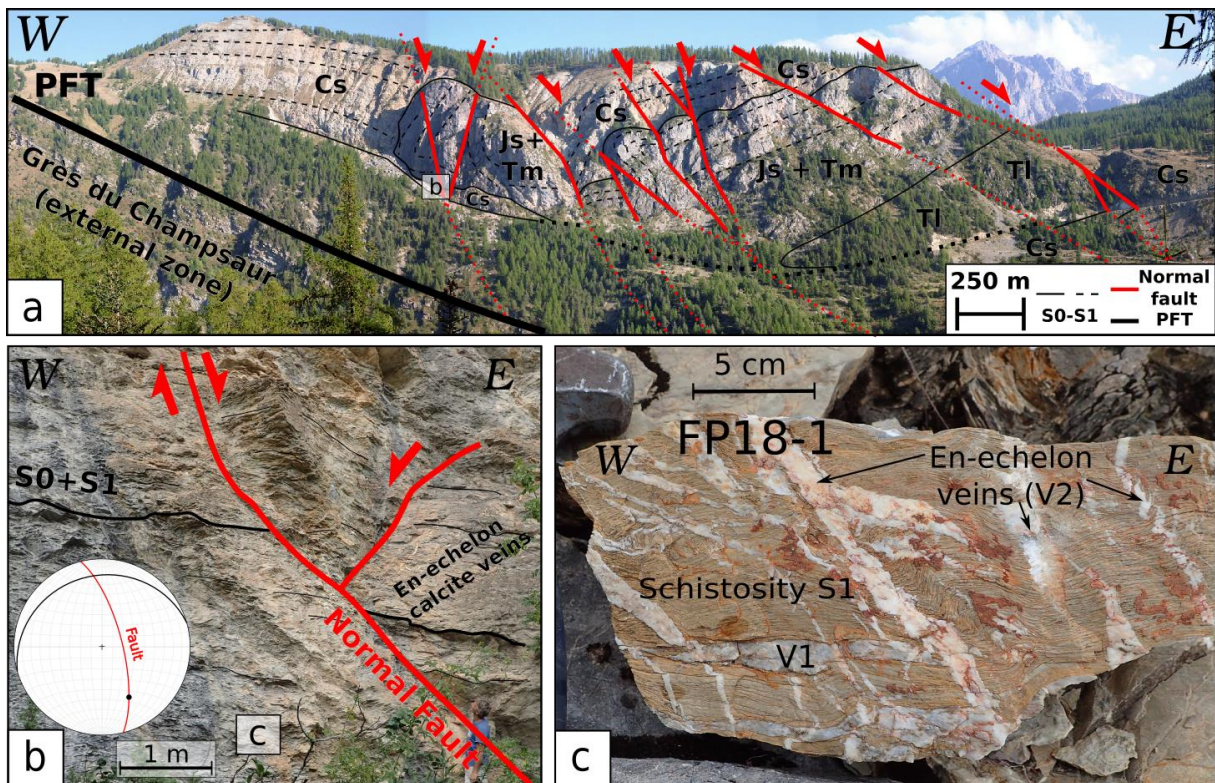 W
E
PFT
Grès du Champsaur
(external zone)
Cs
Js+
Tm
b
Cs
Cs
Js + Tm
Cs
Tl
Tl
Cs
Cs
250 m
S0-S1
Normal
fault
PFT
a
W
E
S0+S1
En-echelon
calcite veins
Normal Fault
Fault
c
1 m
b
5 cm
FP18-1
W
E
En-echelon
veins (V2)
Schistosity S1
V1
c